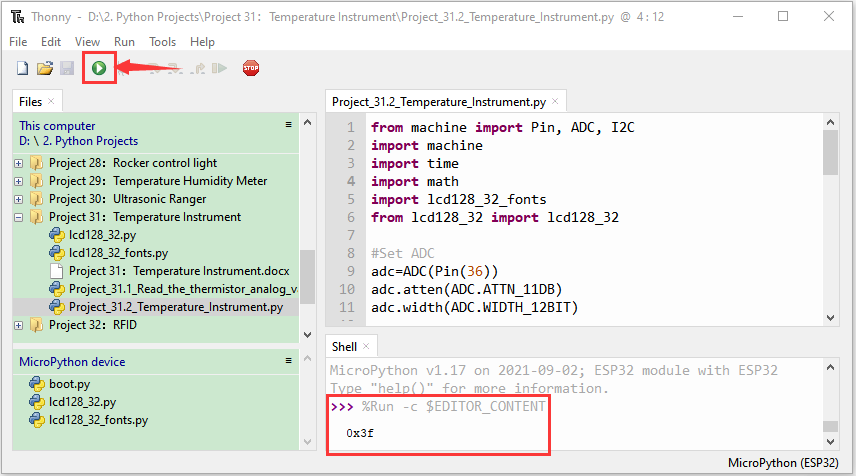 Thonny - D:\2. Python Projects\Project 31：Temperature Instrument\Project_31.2_Temperature_Instrument.py @ 4 : 12
File Edit View Run Tools Help
STOP
Files ×
This computer
D: \ 2. Python Projects
Project 28：Rocker control light
Project 29：Temperature Humidity Meter
Project 30：Ultrasonic Ranger
Project 31：Temperature Instrument
lcd128_32.py
lcd128_32_fonts.py
Project 31：Temperature Instrument.docx
Project_31.1_Read_the_thermistor_analog_va
Project_31.2_Temperature_Instrument.py
Project 32：RFID
MicroPython device
boot.py
lcd128_32.py
lcd128_32_fonts.py
Project_31.2_Temperature_Instrument.py ×
1 from machine import Pin, ADC, I2C
2 import machine
3 import time
4 import math
5 import lcd128_32_fonts
6 from lcd128_32 import lcd128_32
7
8 #Set ADC
9 adc=ADC(Pin(36))
10 adc.atten(ADC.ATTN_11DB)
11 adc.width(ADC.WIDTH_12BIT)
Shell ×
MicroPython v1.17 on 2021-09-02; ESP32 module with ESP32
Type "help()" for more information.
>>> %Run -c $EDITOR_CONTENT
0x3f
MicroPython (ESP32)